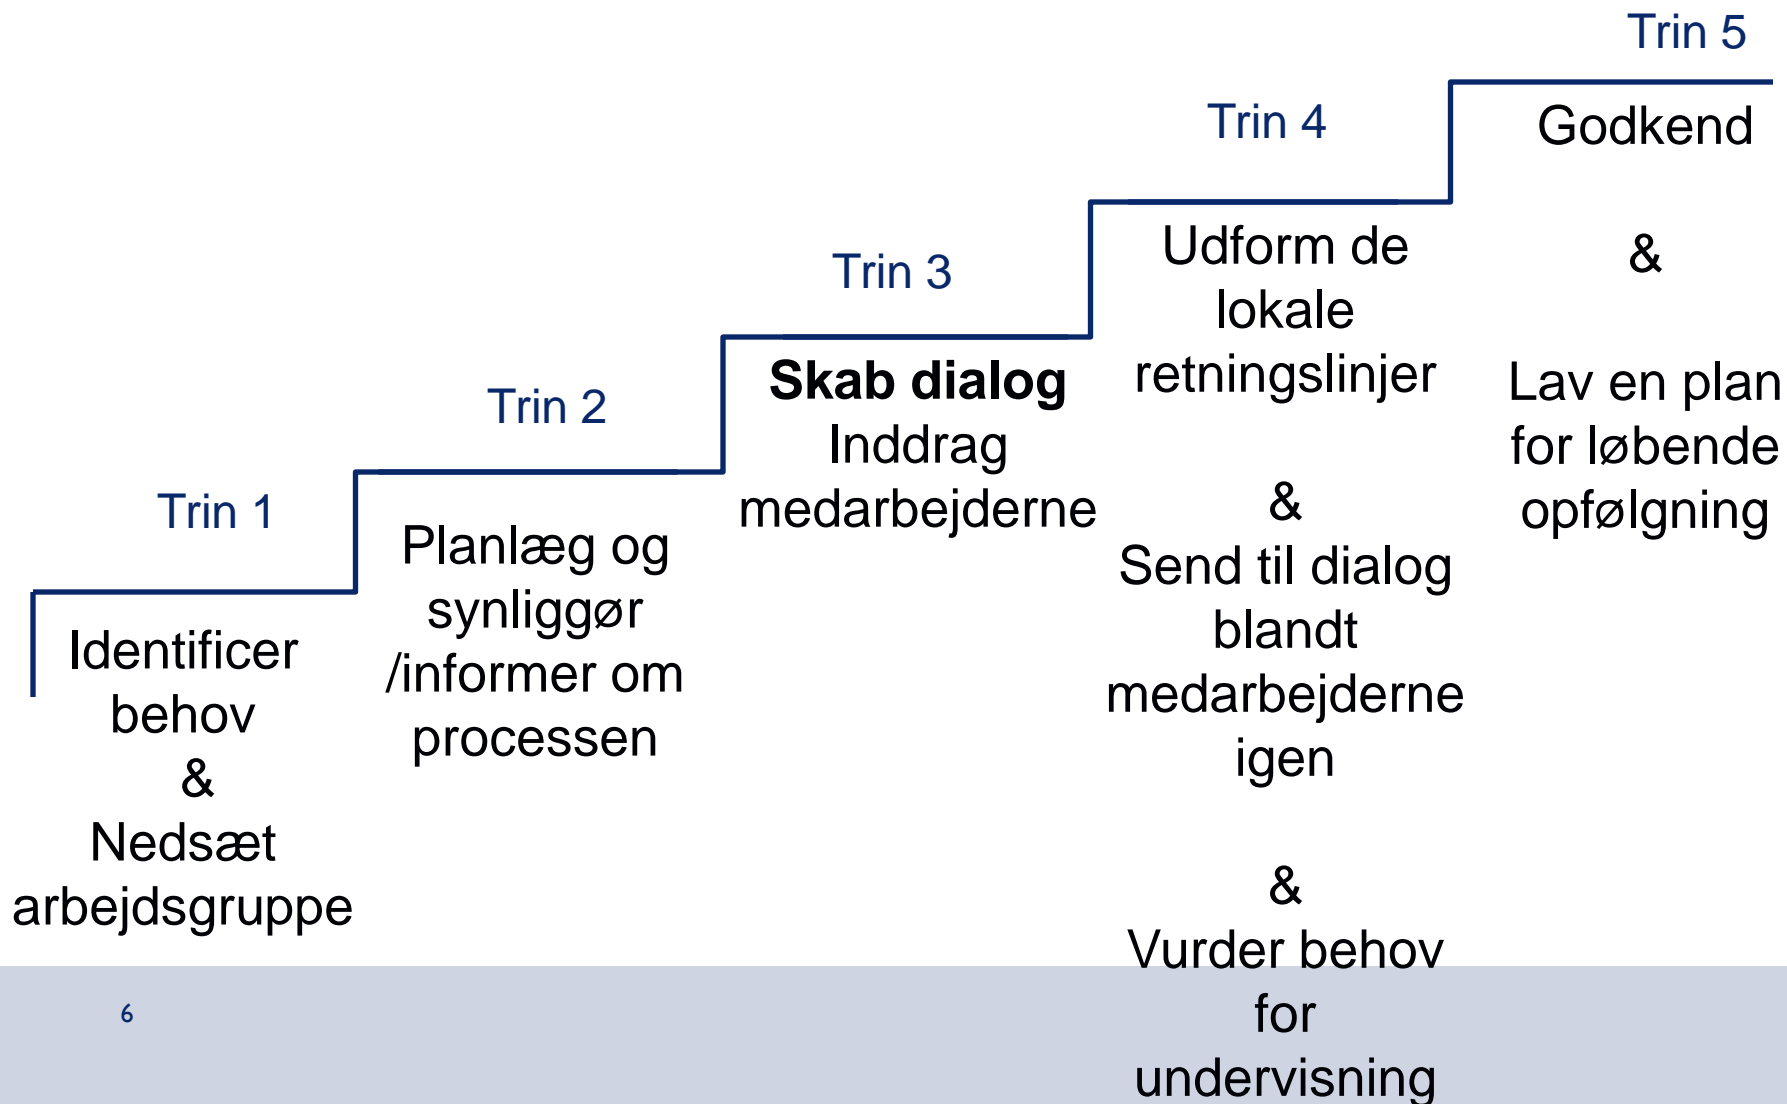 Trin 1
Identificer
behov
&
Nedsæt
arbejdsgruppe
Trin 2
Planlæg og
synliggør
/informer om
processen
Trin 3
Skab dialog
Inddrag
medarbejderne
Trin 4
Udform de
lokale
retningslinjer
&
Send til dialog
blandt
medarbejderne
igen
&
Vurder behov
for
undervisning
Trin 5
Godkend
&
Lav en plan
for løbende
opfølgning
6